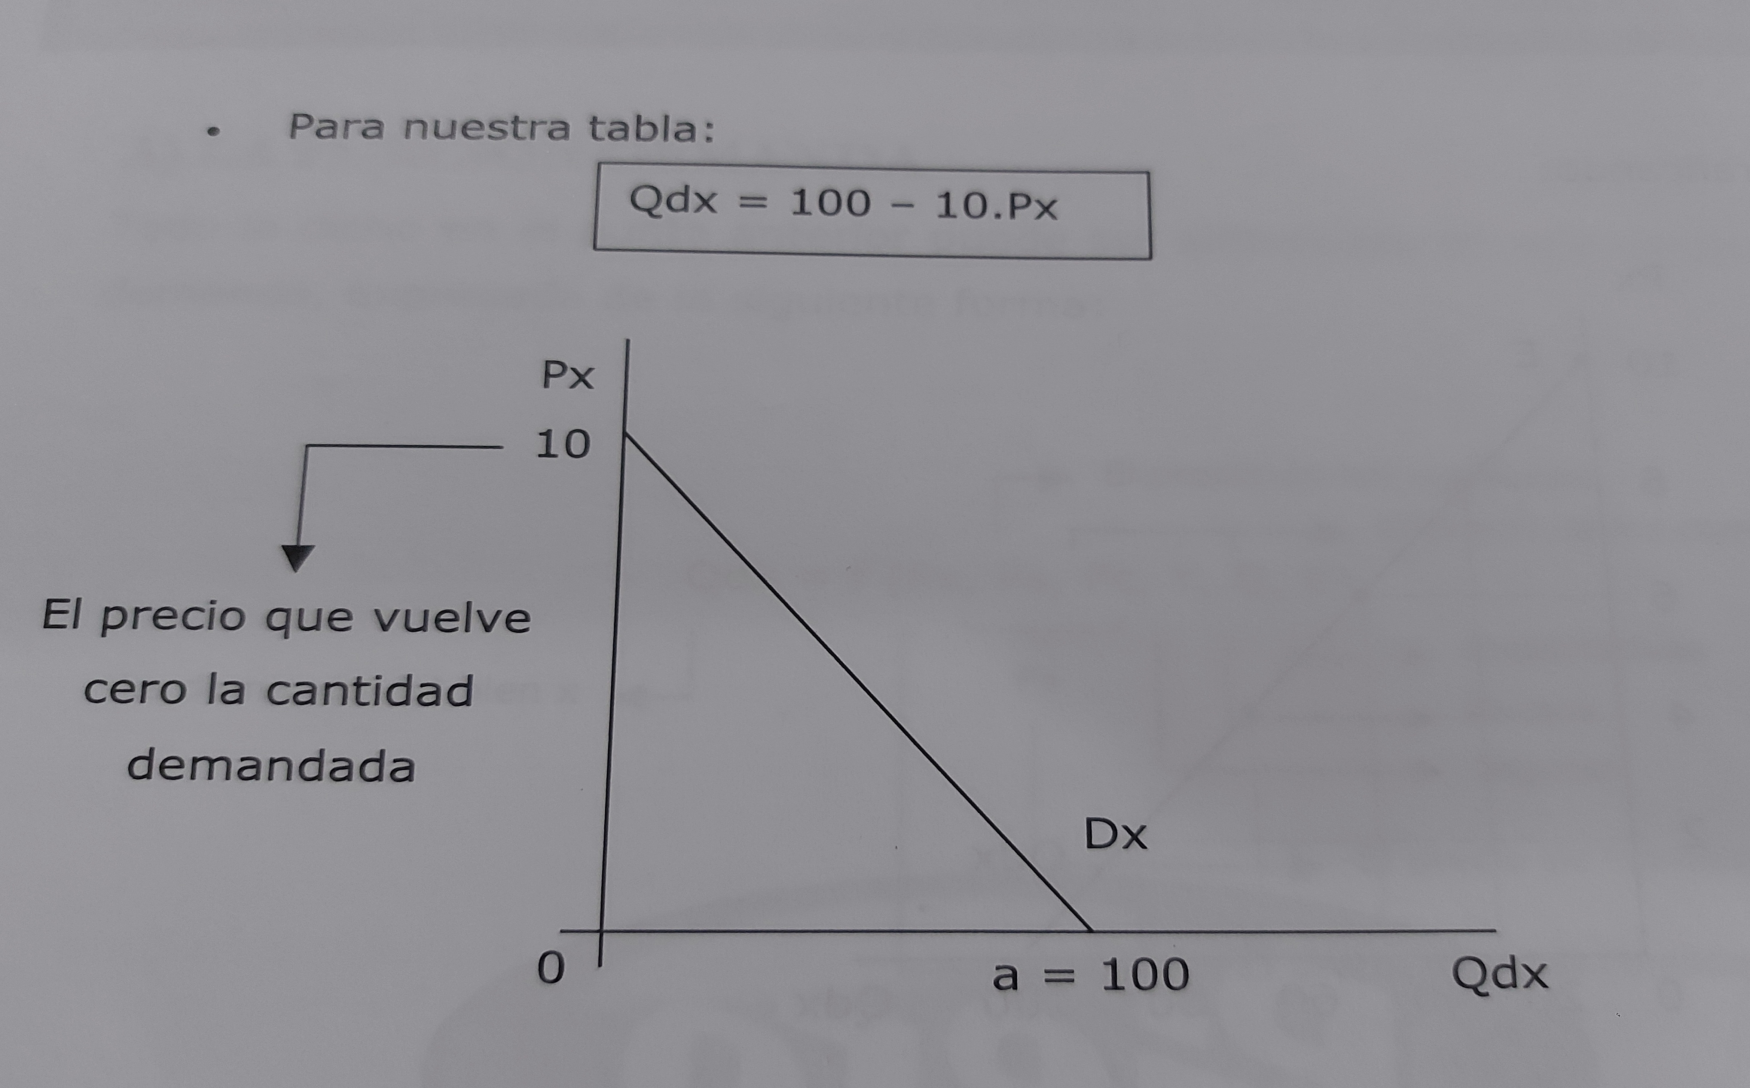 • Para nuestra tabla:
Qdx = 100 – 10.Px
Px
10
El precio que vuelve
cero la cantidad
demandada
Dx
0
a = 100
Qdx